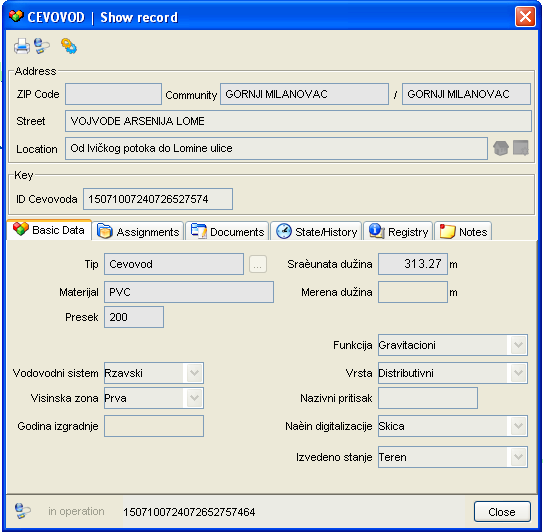 CEVOVOD | Show record
Address
ZIP Code Community GORNJI MILANOVAC / GORNJI MILANOVAC
Street VOJVODE ARSENIJA LOME
Location Od Ivičkog potoka do Lomine ulice
Key
ID Cevovoda 15071007240726527574
Basic Data Assignments Documents State/History Registry Notes
Tip Cevovod ... Sraèunata dužina 313.27 m
Materijal PVC Merena dužina m
Presek 200
Funkcija Gravitacioni
Vodovodni sistem Rzavski Vrsta Distributivni
Visinska zona Prva Nazivni pritisak
Godina izgradnje Naèin digitalizacije Skica
Izvedeno stanje Teren
in operation 1507100724072652757464 Close